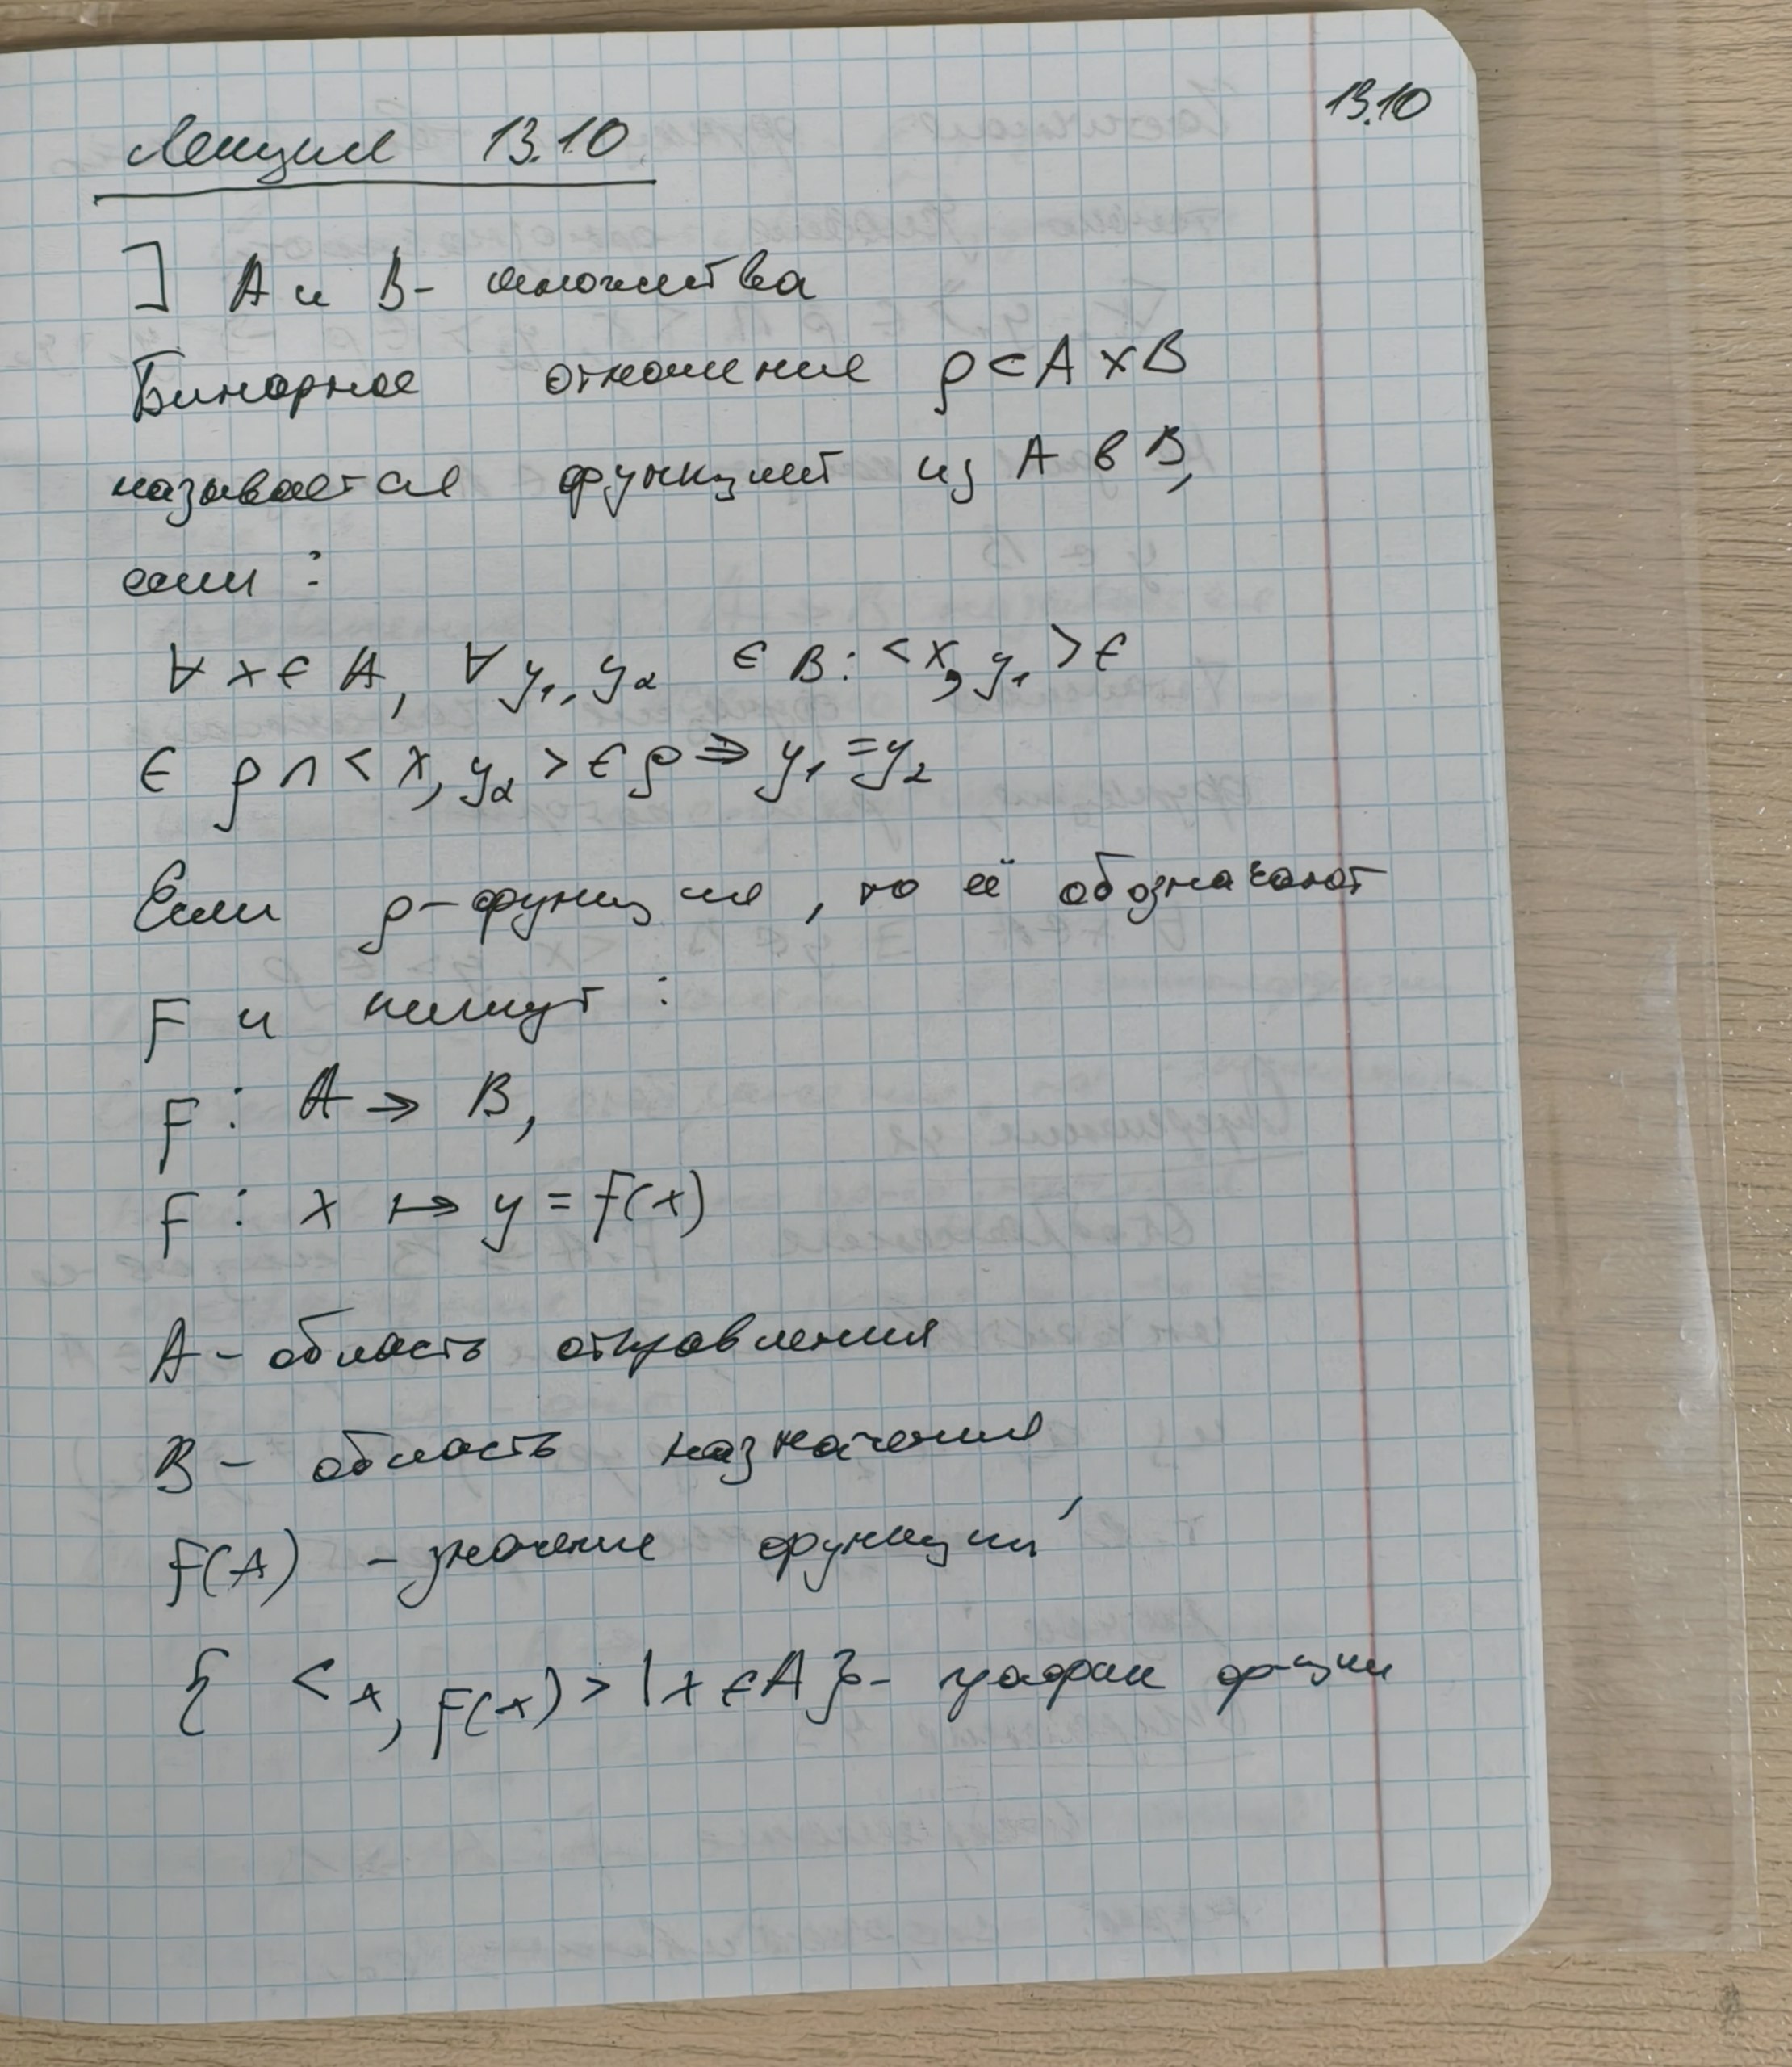 13.10
Лекция 13.10
] A и B - множества
Бинарное отношение ρ ⊂ A × B
называется функцией из A в B,
если :
∀ x ∈ A, ∀ y₁, y₂ ∈ B : <x, y₁> ∈
∈ ρ ∧ <x, y₂> ∈ ρ ⇒ y₁ = y₂
Если ρ - функция, то её обозначают
F и пишут :
F : A → B,
F : x ↦ y = F(x)
A - область отправления
B - область назначения
F(A) - значение функции
{ <x, F(x)> | x ∈ A } - график ф-ции